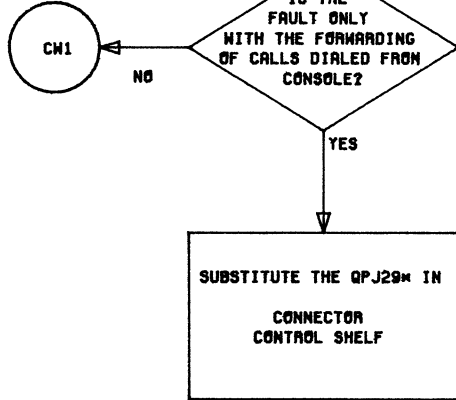 IS THE
FAULT ONLY
WITH THE FORWARDING
OF CALLS DIALED FROM
CONSOLE?
CW1
NO
YES
SUBSTITUTE THE QPJ29* IN
CONNECTOR
CONTROL SHELF